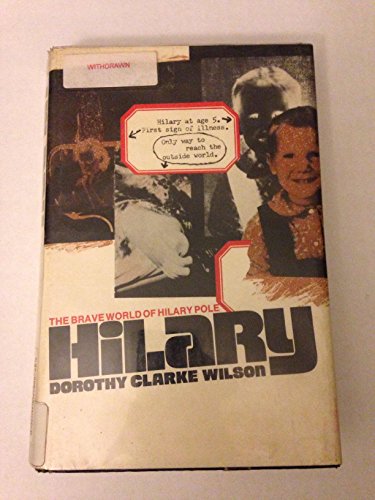 WITHDRAWN
Hilary at age 5.
First sign of illness.
Only way to
reach the
outside world.
THE BRAVE WORLD OF HILARY POLE
HiLARY
DOROTHY CLARKE WILSON